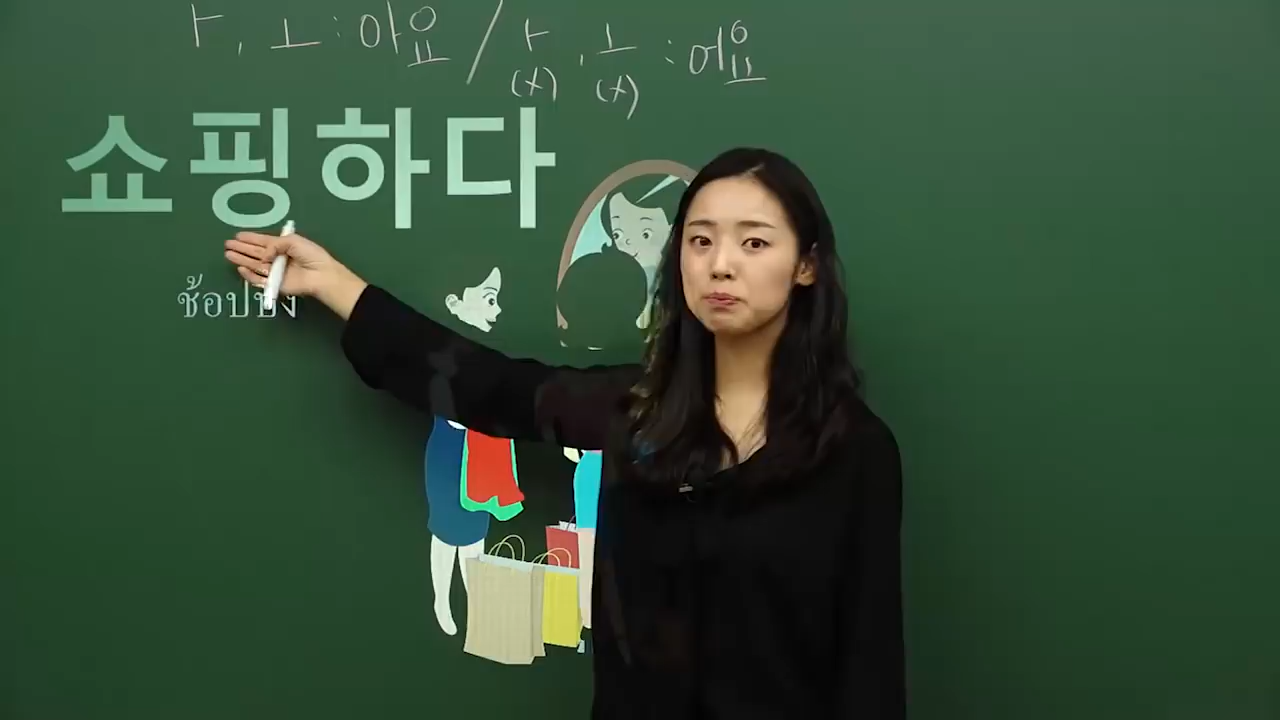 ㅏ, ㅗ : 아요 / ㅏ(x), ㅗ(x) : 어요
쇼핑하다
ช้อปปิ้ง